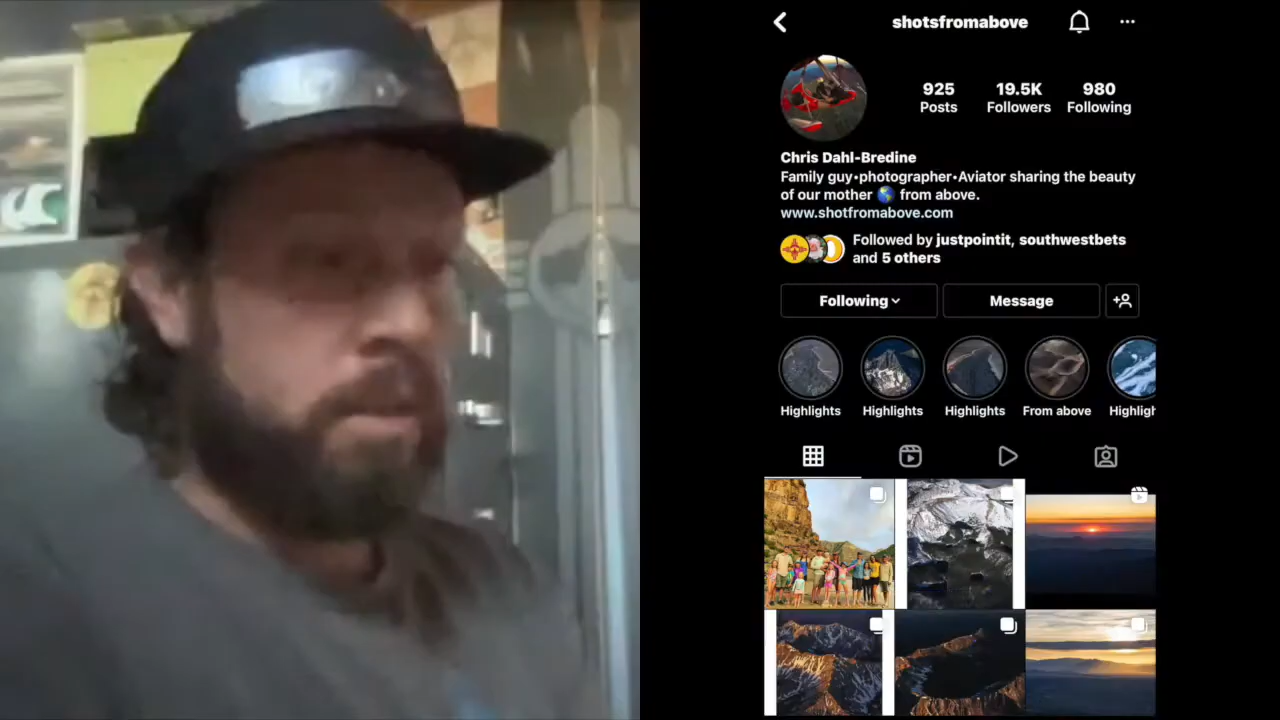 shotsfromabove
925
19.5K
980
Posts
Followers
Following
Chris Dahl-Bredine
Family guy•photographer•Aviator sharing the beauty
of our mother 🌎 from above.
www.shotfromabove.com
Followed by justpointit, southwestbets
and 5 others
Following
Message
Highlights
Highlights
Highlights
From above
Highligh